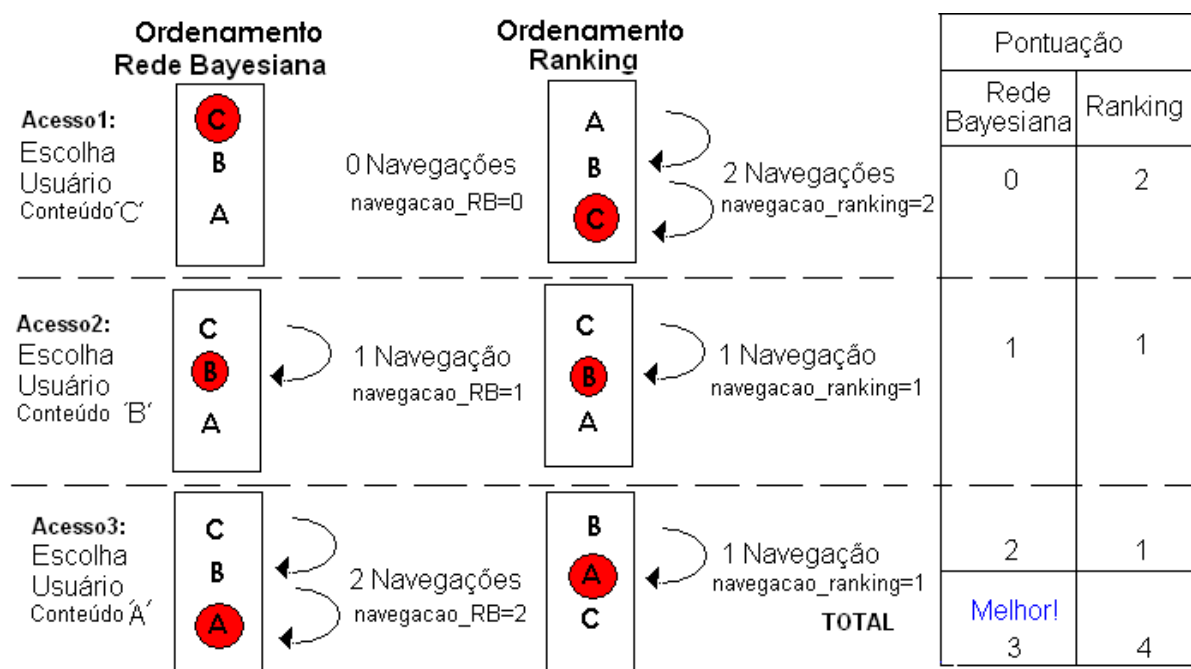 Ordenamento
Rede Bayesiana
Ordenamento
Ranking
Pontuação
Rede
Bayesiana
Ranking
Acesso1:
Escolha
Usuário
Conteúdo´C´
C
B
A
0 Navegações
navegacao_RB=0
A
B
C
2 Navegações
navegacao_ranking=2
0
2
Acesso2:
Escolha
Usuário
Conteúdo ´B´
C
B
A
1 Navegação
navegacao_RB=1
C
B
A
1 Navegação
navegacao_ranking=1
1
1
Acesso3:
Escolha
Usuário
Conteúdo´A´
C
B
A
2 Navegações
navegacao_RB=2
B
A
C
1 Navegação
navegacao_ranking=1
2
1
TOTAL
Melhor!
3
4